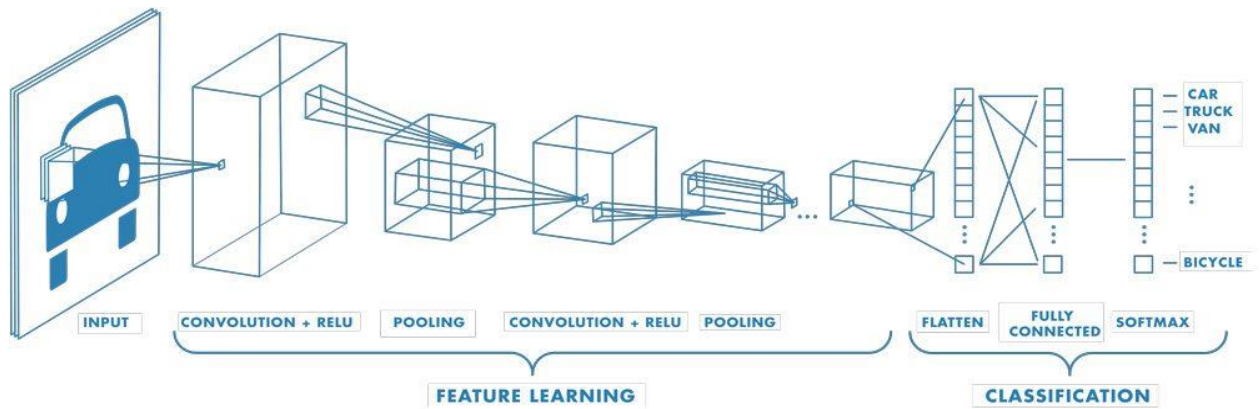 CAR
TRUCK
VAN
BICYCLE
INPUT
CONVOLUTION + RELU
POOLING
CONVOLUTION + RELU
POOLING
FLATTEN
FULLY
CONNECTED
SOFTMAX
FEATURE LEARNING
CLASSIFICATION